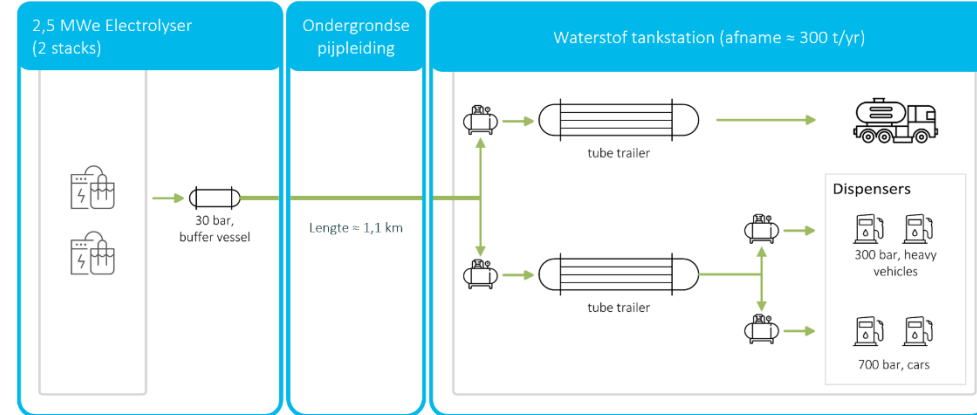 2,5 MWe Electrolyser
(2 stacks)
Ondergrondse
pijpleiding
Waterstof tankstation (afname ≈ 300 t/yr)
30 bar,
buffer vessel
Lengte ≈ 1,1 km
tube trailer
tube trailer
Dispensers
300 bar, heavy
vehicles
700 bar, cars